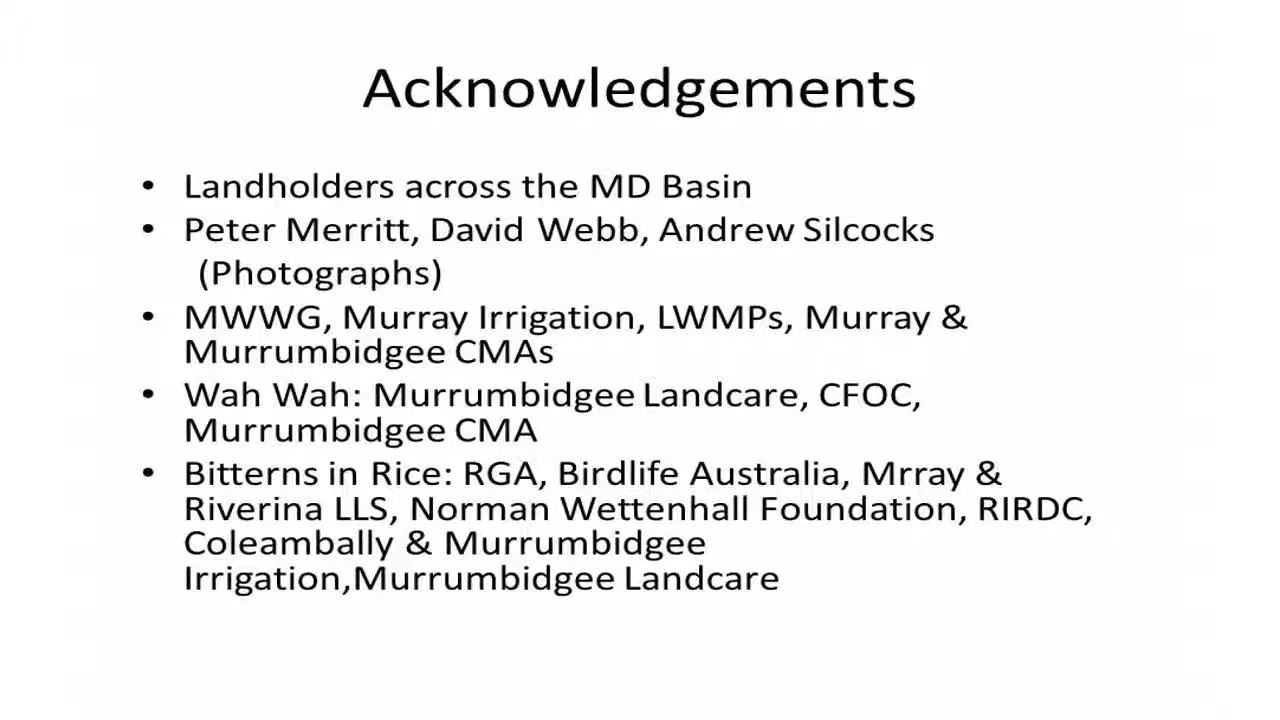 Acknowledgements
• Landholders across the MD Basin
• Peter Merritt, David Webb, Andrew Silcocks
(Photographs)
• MWWG, Murray Irrigation, LWMPs, Murray &
Murrumbidgee CMAs
• Wah Wah: Murrumbidgee Landcare, CFOC,
Murrumbidgee CMA
• Bitterns in Rice: RGA, Birdlife Australia, Mrray &
Riverina LLS, Norman Wettenhall Foundation, RIRDC,
Coleambally & Murrumbidgee
Irrigation,Murrumbidgee Landcare